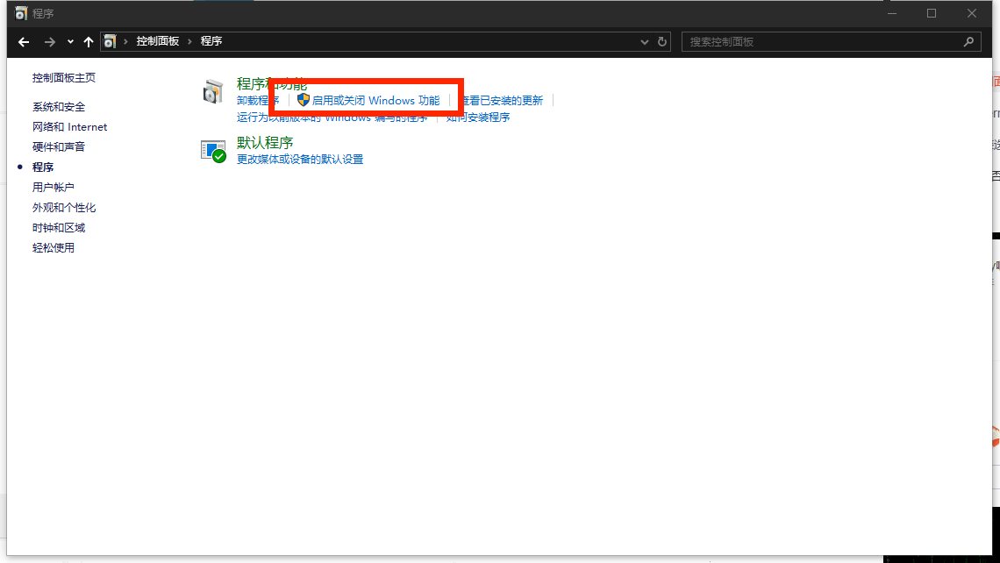 程序
控制面板 程序
搜索控制面板
控制面板主页
系统和安全
网络和 Internet
硬件和声音
程序
用户帐户
外观和个性化
时钟和区域
轻松使用
程序和功能
卸载程序 启用或关闭 Windows 功能 查看已安装的更新
运行为以前版本的 Windows 编写的程序 如何安装程序
默认程序
更改媒体或设备的默认设置